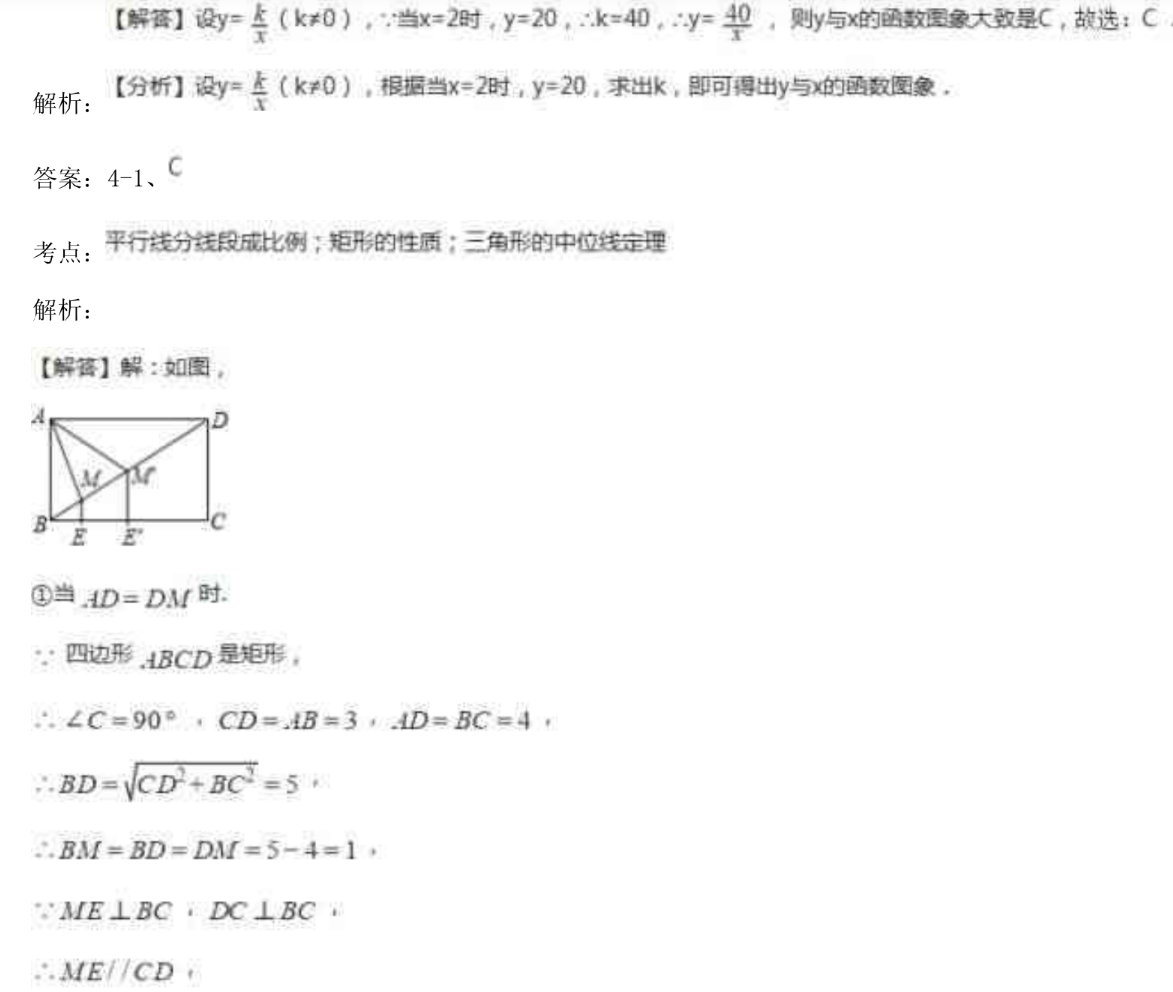 【解答】设y= k/x（k≠0），∵当x=2时，y=20，∴k=40，∴y= 40/x ， 则y与x的函数图象大致是C，故选：C．
解析：【分析】设y= k/x（k≠0），根据当x=2时，y=20，求出k，即可得出y与x的函数图象．
答案：4-1、C
考点：平行线分线段成比例；矩形的性质；三角形的中位线定理
解析：
【解答】解：如图，
A D
M M'
B E E' C
①当 AD=DM 时.
∵ 四边形 ABCD 是矩形，
∴∠C=90°，CD=AB=3，AD=BC=4，
∴BD=√(CD²+BC²)=5，
∴BM=BD=DM=5-4=1，
∵ME⊥BC，DC⊥BC，
∴ME//CD，